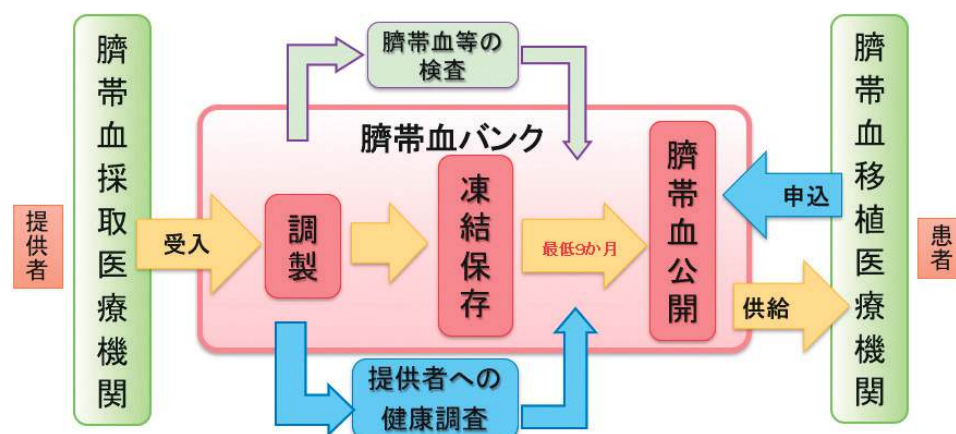 提供者
臍帯血採取医療機関
受入
臍帯血等の
検査
臍帯血バンク
調製
凍結保存
最低9か月
臍帯血公開
提供者への
健康調査
申込
供給
臍帯血移植医療機関
患者